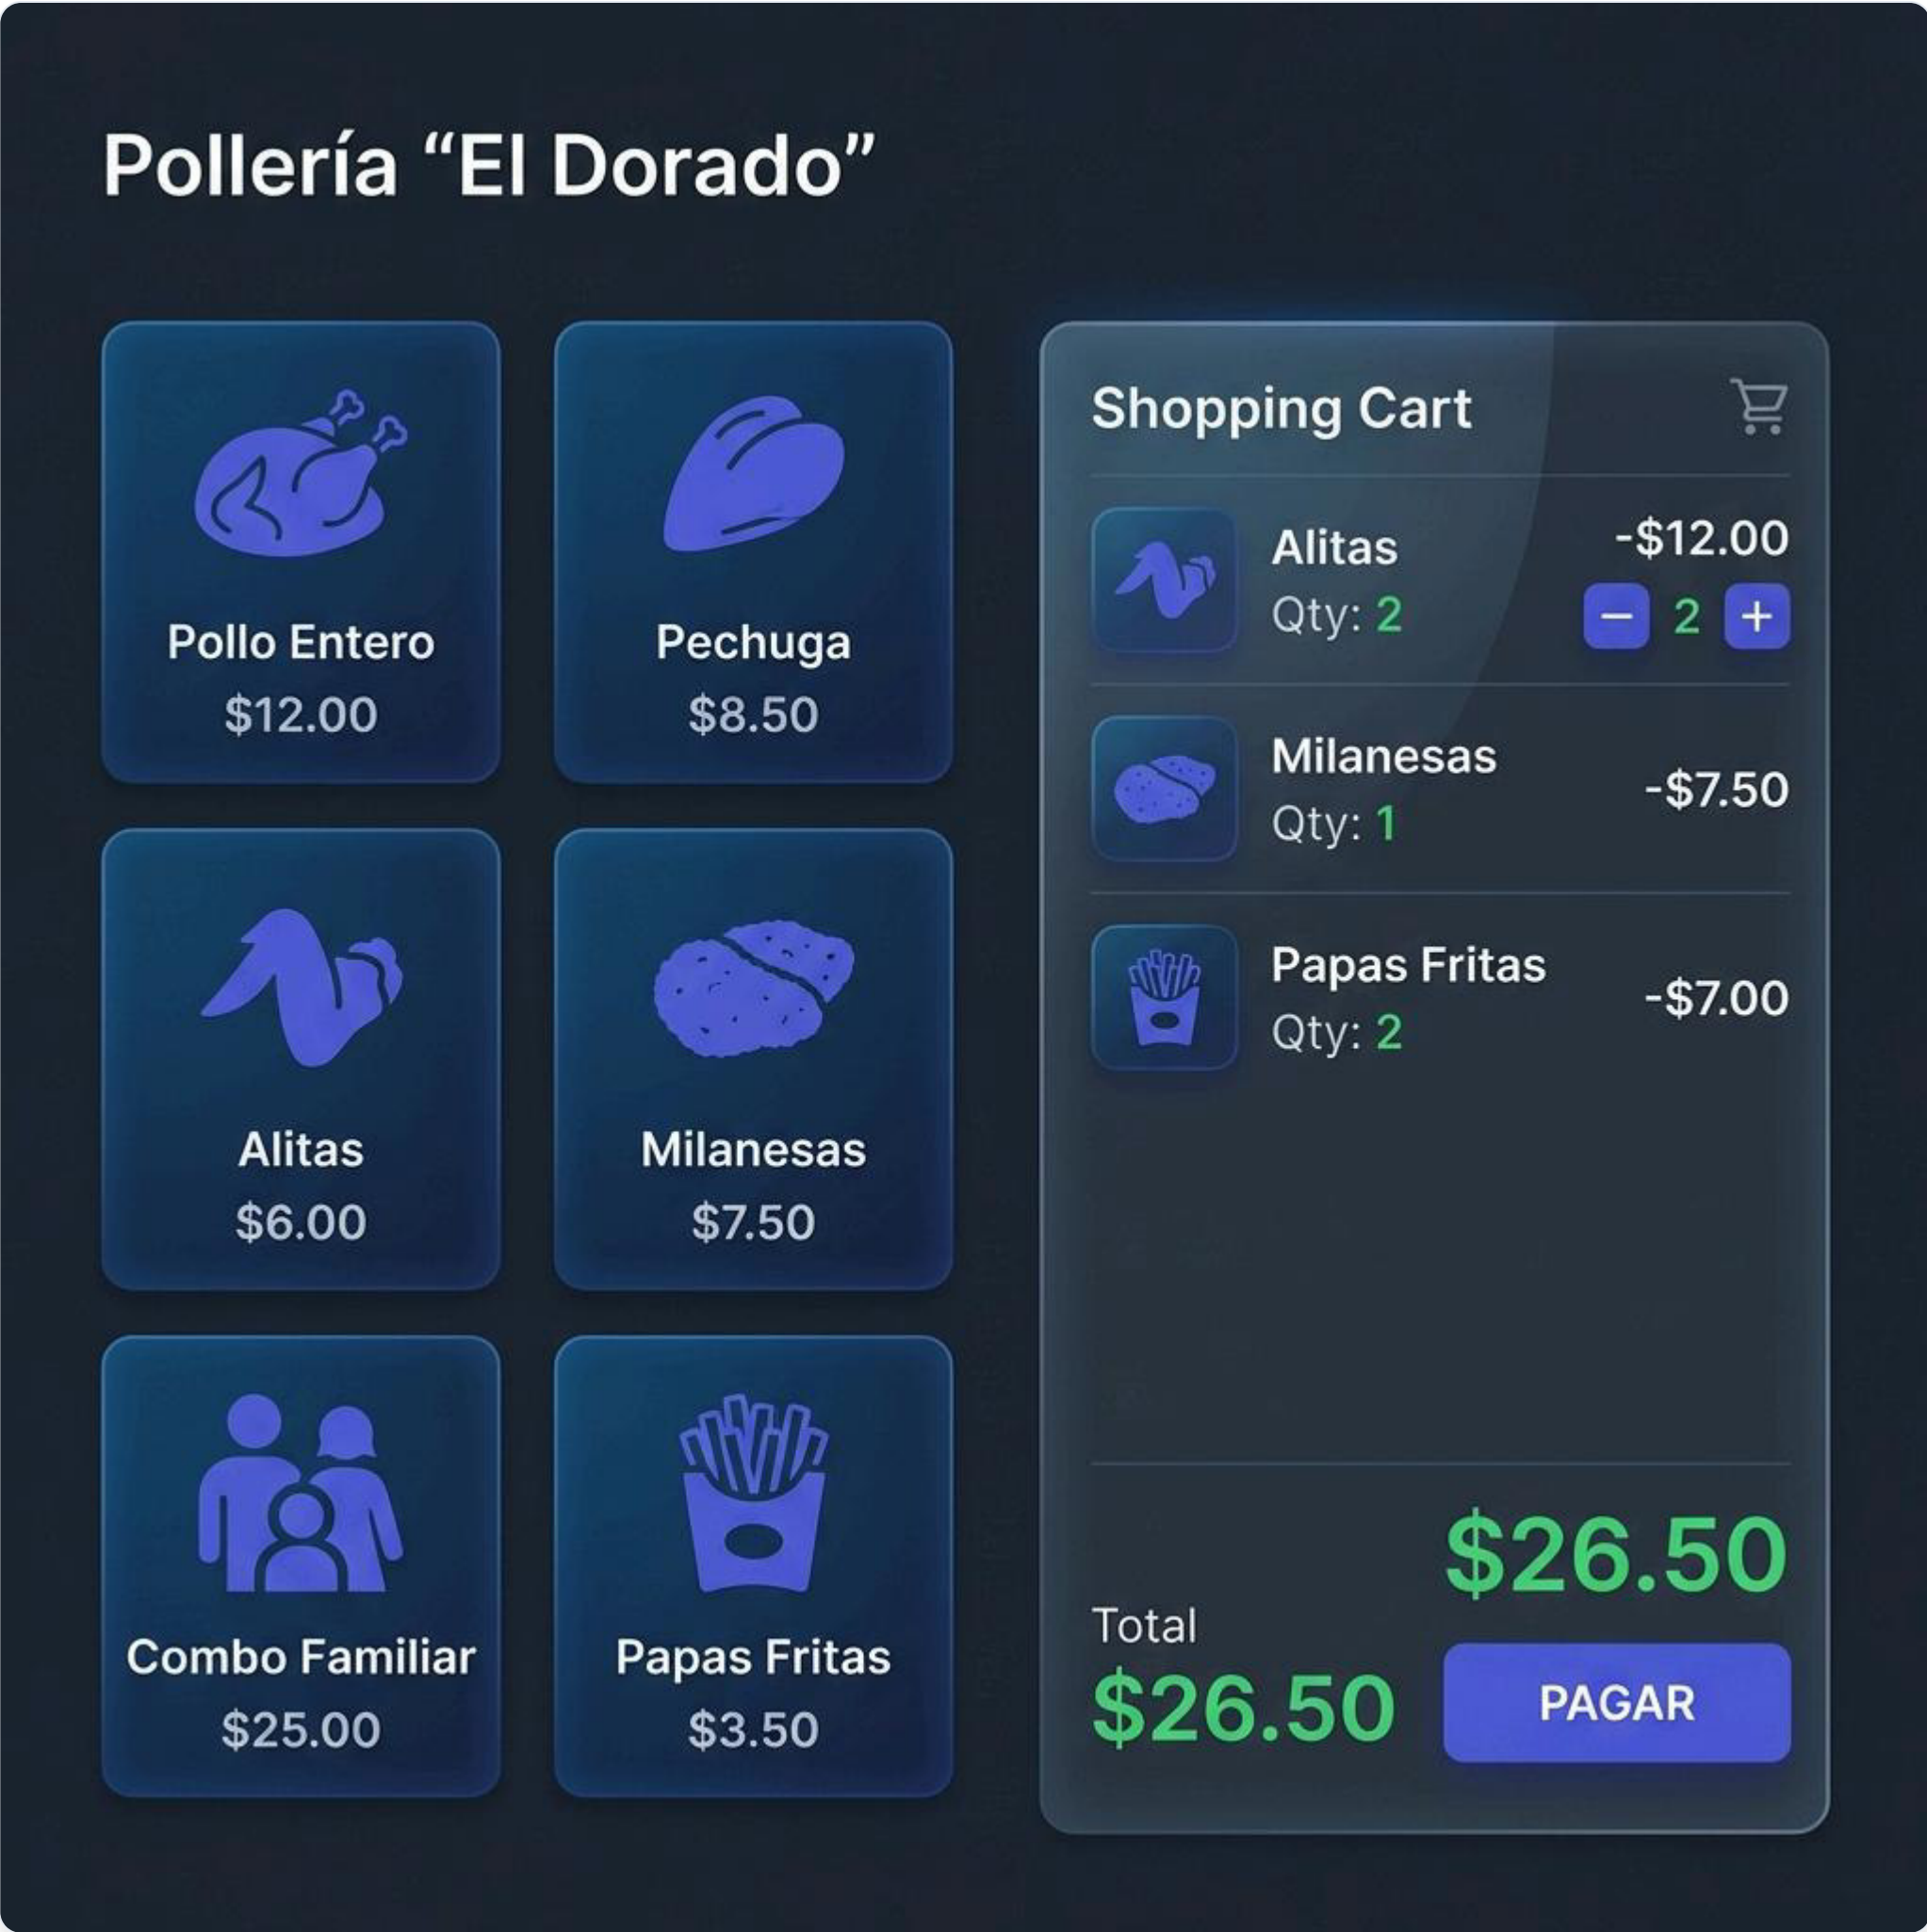 Pollería “El Dorado”
Pollo Entero
$12.00
Pechuga
$8.50
Alitas
$6.00
Milanesas
$7.50
Combo Familiar
$25.00
Papas Fritas
$3.50
Shopping Cart
Alitas
-$12.00
Qty: 2
− 2 +
Milanesas
Qty: 1
-$7.50
Papas Fritas
Qty: 2
-$7.00
$26.50
Total
$26.50
PAGAR